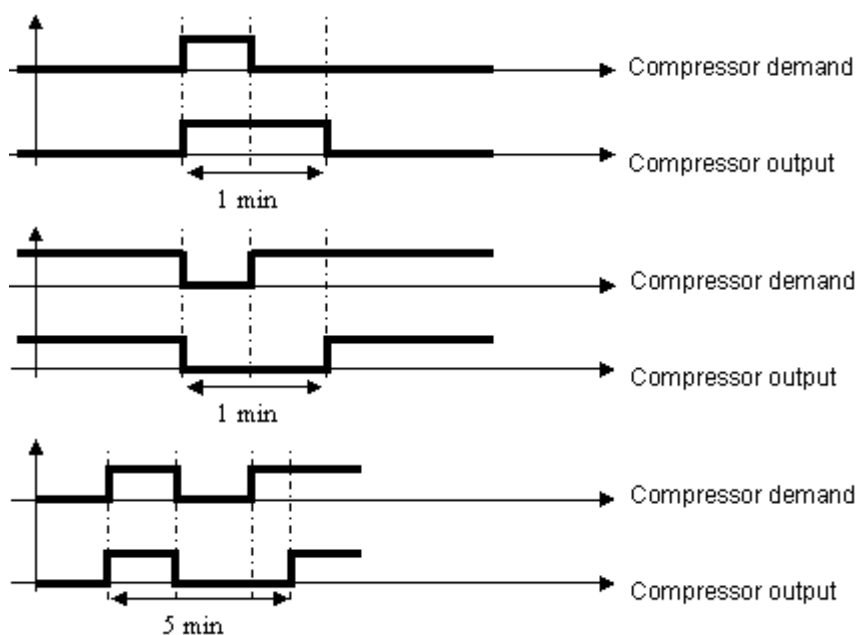 Compressor demand
Compressor output
1 min
Compressor demand
Compressor output
1 min
Compressor demand
Compressor output
5 min